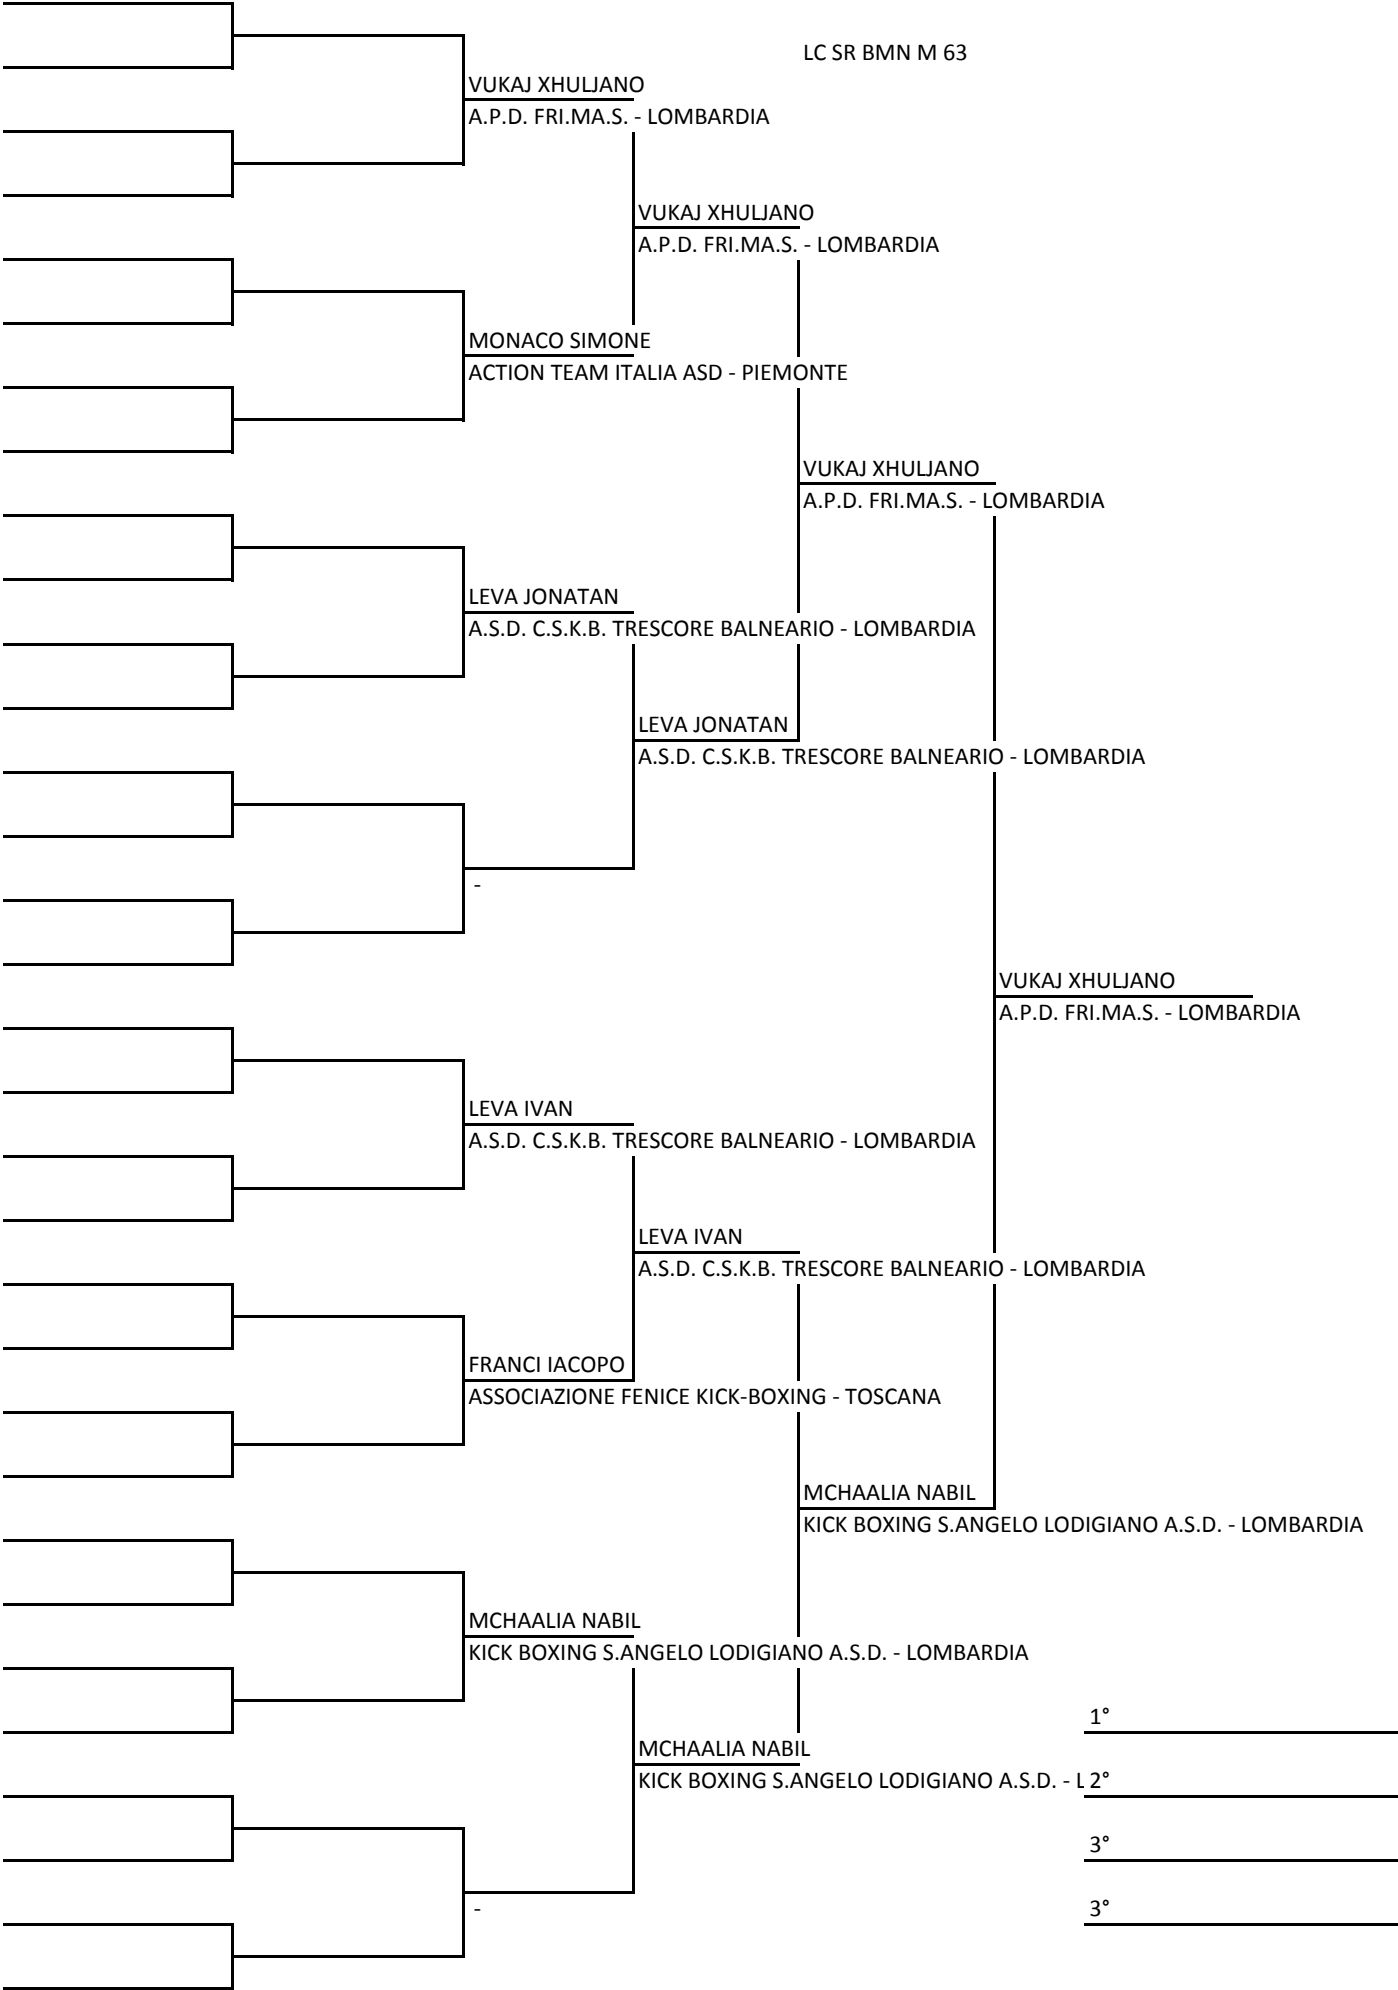 LC SR BMN M 63
VUKAJ XHULJANO
A.P.D. FRI.MA.S. - LOMBARDIA
VUKAJ XHULJANO
A.P.D. FRI.MA.S. - LOMBARDIA
MONACO SIMONE
ACTION TEAM ITALIA ASD - PIEMONTE
VUKAJ XHULJANO
A.P.D. FRI.MA.S. - LOMBARDIA
LEVA JONATAN
A.S.D. C.S.K.B. TRESCORE BALNEARIO - LOMBARDIA
LEVA JONATAN
A.S.D. C.S.K.B. TRESCORE BALNEARIO - LOMBARDIA
-
VUKAJ XHULJANO
A.P.D. FRI.MA.S. - LOMBARDIA
LEVA IVAN
A.S.D. C.S.K.B. TRESCORE BALNEARIO - LOMBARDIA
LEVA IVAN
A.S.D. C.S.K.B. TRESCORE BALNEARIO - LOMBARDIA
FRANCI IACOPO
ASSOCIAZIONE FENICE KICK-BOXING - TOSCANA
MCHAALIA NABIL
KICK BOXING S.ANGELO LODIGIANO A.S.D. - LOMBARDIA
MCHAALIA NABIL
KICK BOXING S.ANGELO LODIGIANO A.S.D. - LOMBARDIA
1°
MCHAALIA NABIL
KICK BOXING S.ANGELO LODIGIANO A.S.D. - L
2°
3°
-
3°